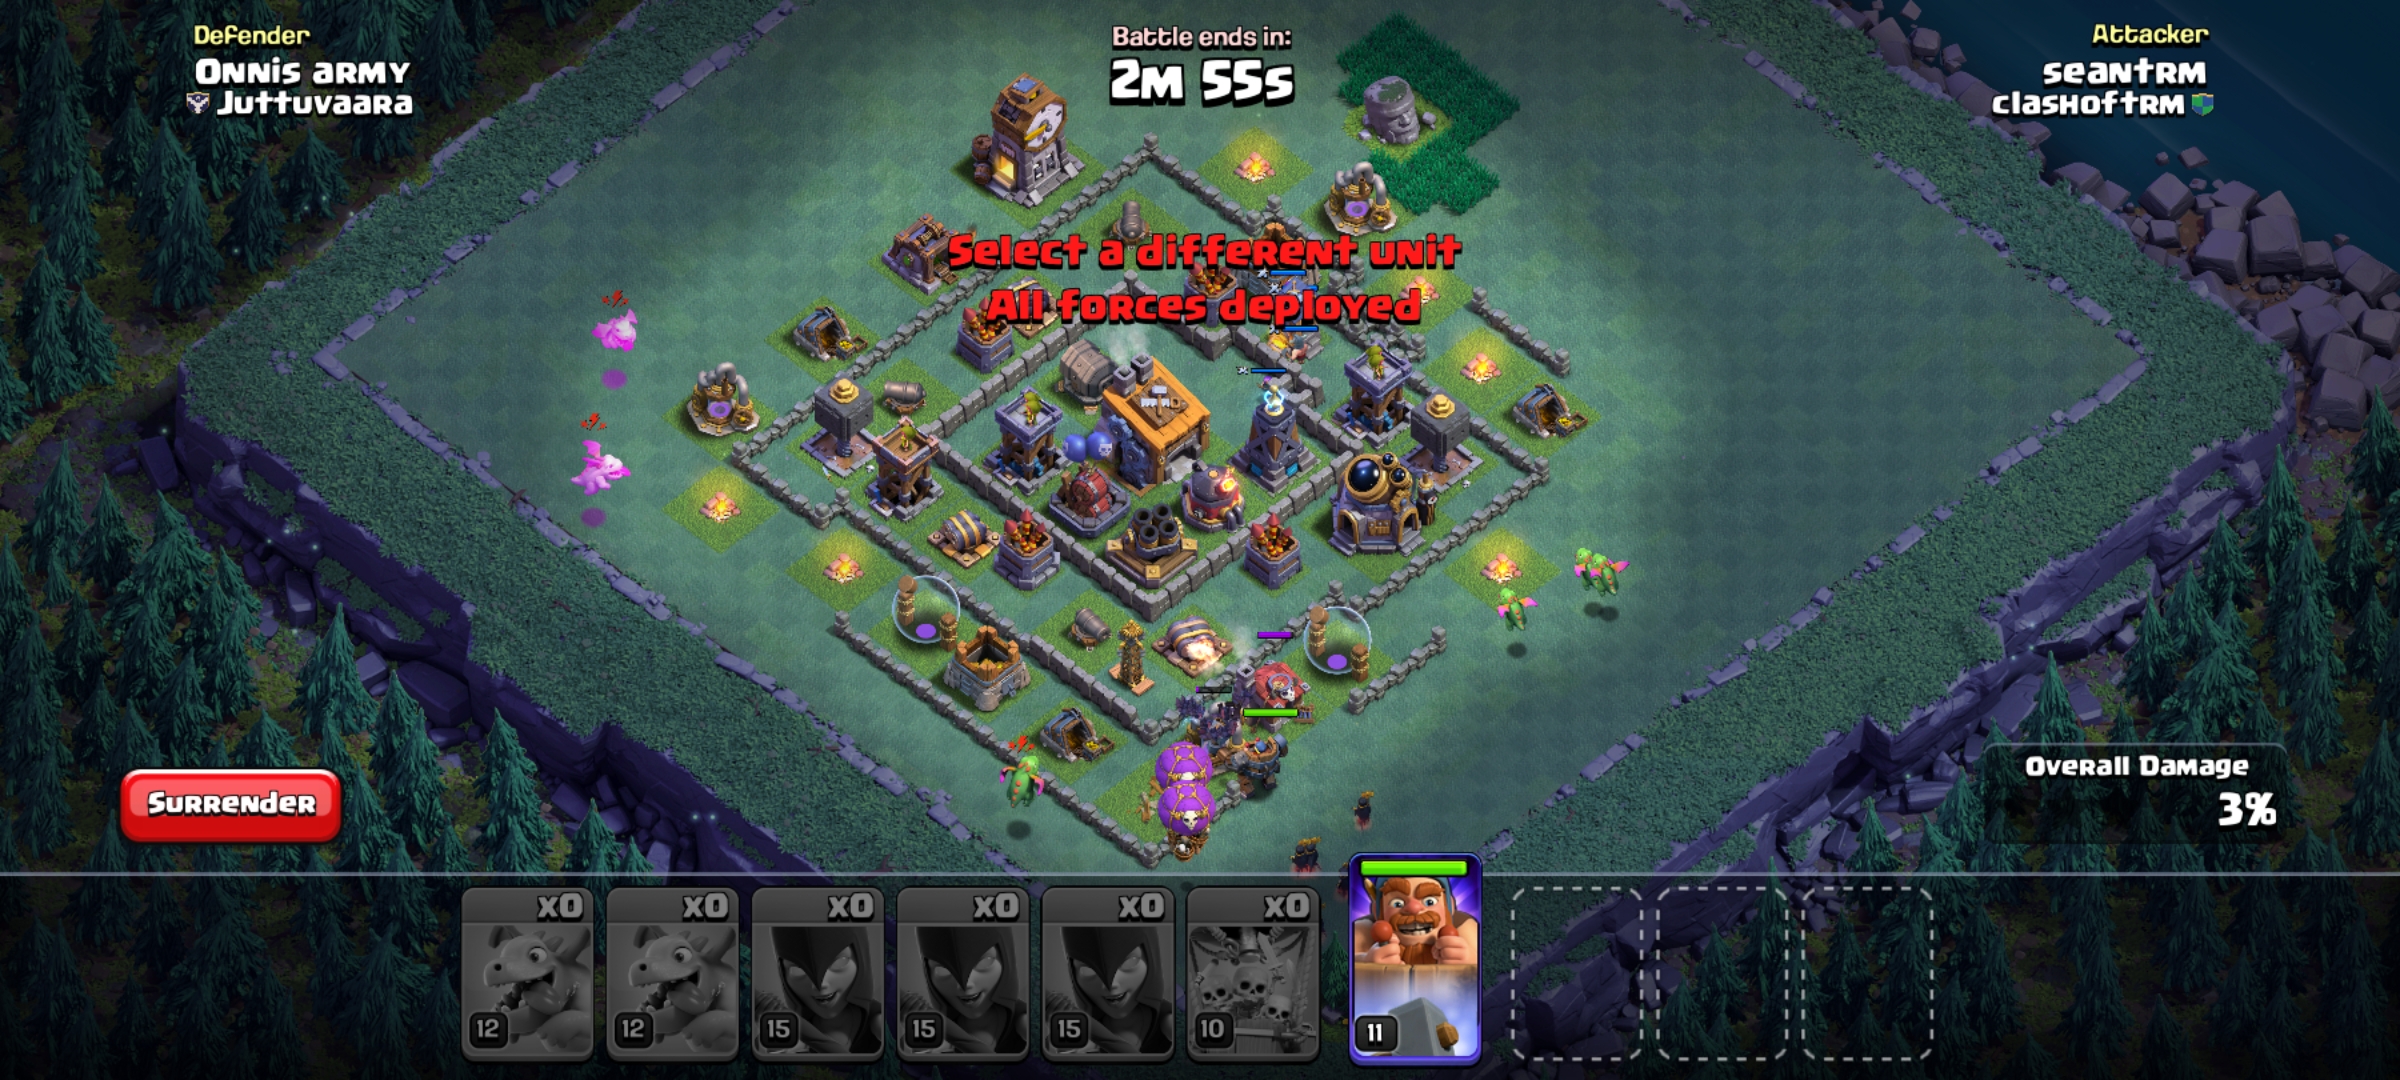 Defender
Onnis army
Juttuvaara
Battle ends in:
2M 55s
Attacker
seantRM
clashoftRM
Select a different unit
All forces deployed
Surrender
Overall Damage
3%
x0
x0
x0
x0
x0
x0
12
12
15
15
15
10
11